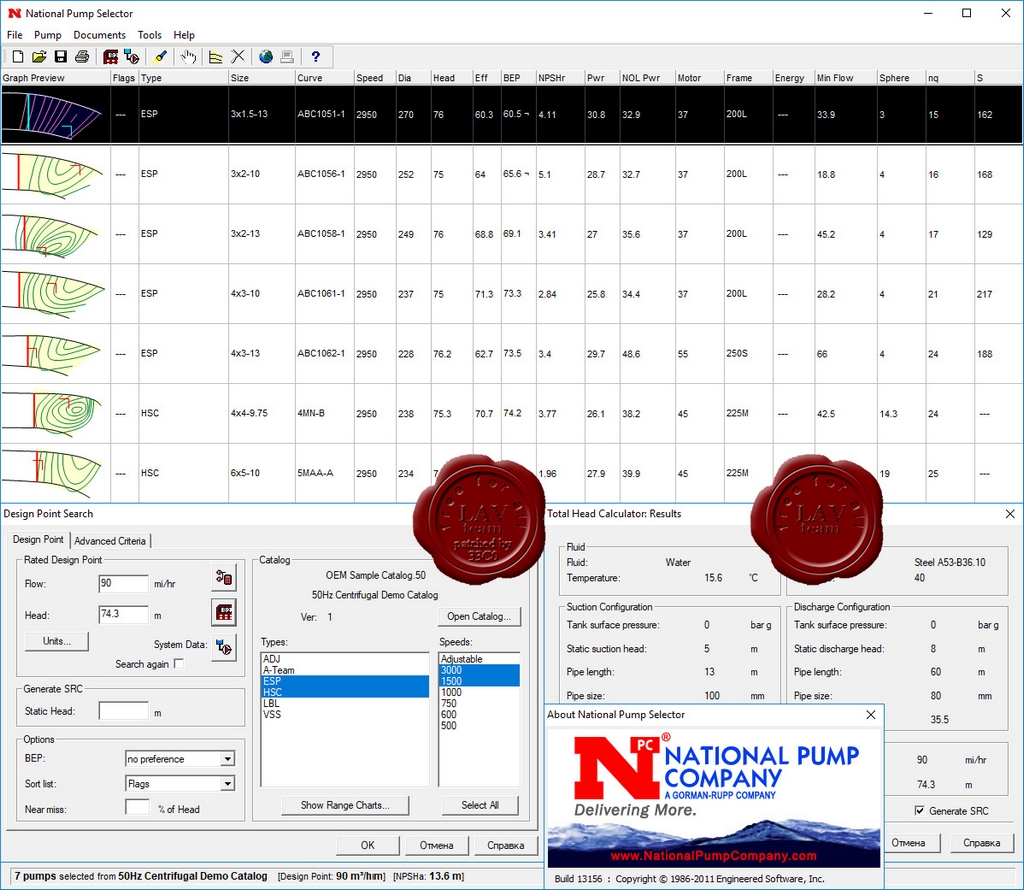 National Pump Selector
File Pump Documents Tools Help
Graph Preview Flags Type Size Curve Speed Dia Head Eff BEP NPSHr Pwr NOL Pwr Motor Frame Energy Min Flow Sphere nq S
--- ESP 3x1.5-13 ABC1051-1 2950 270 76 60.3 60.5 ¬ 4.11 30.8 32.9 37 200L --- 33.9 3 15 162
--- ESP 3x2-10 ABC1056-1 2950 252 75 64 65.6 ¬ 5.1 28.7 32.7 37 200L --- 18.8 4 16 168
--- ESP 3x2-13 ABC1058-1 2950 249 76 68.8 69.1 3.41 27 35.6 37 200L --- 45.2 4 17 129
--- ESP 4x3-10 ABC1061-1 2950 237 75 71.3 73.3 2.84 25.8 34.4 37 200L --- 28.2 4 21 217
--- ESP 4x3-13 ABC1062-1 2950 228 76.2 62.7 73.5 3.4 29.7 48.6 55 250S --- 66 4 24 188
--- HSC 4x4-9.75 4MN-B 2950 238 75.3 70.7 74.2 3.77 26.1 38.2 45 225M --- 42.5 14.3 24 ---
--- HSC 6x5-10 5MAA-A 2950 234 1.96 27.9 39.9 45 225M 19 25 ---
LAV
team
patched by
33C0
LAV
team
Design Point Search
Design Point Advanced Criteria
Rated Design Point
Flow: 90 mі/hr
Head: 74.3 m
Units...
System Data:
Search again
Generate SRC
Static Head: m
Options
BEP: no preference
Sort list: Flags
Near miss: % of Head
Catalog
OEM Sample Catalog.50
50Hz Centrifugal Demo Catalog
Ver: 1 Open Catalog...
Types: Speeds:
ADJ
A-Team
ESP
HSC
LBL
VSS
Adjustable
3000
1500
1000
750
600
500
Show Range Charts... Select All
OK Отмена Справка
Total Head Calculator: Results
Fluid
Fluid: Water
Temperature: 15.6 °C
Steel A53-B36.10
40
Suction Configuration
Tank surface pressure: 0 bar g
Static suction head: 5 m
Pipe length: 13 m
Pipe size: 100 mm
Discharge Configuration
Tank surface pressure: 0 bar g
Static discharge head: 8 m
Pipe length: 60 m
Pipe size: 80 mm
35.5
90 mі/hr
74.3 m
Generate SRC
Отмена Справка
About National Pump Selector
N PC ® NATIONAL PUMP
COMPANY
A GORMAN-RUPP COMPANY
Delivering More.
www.NationalPumpCompany.com
Build 13156 : Copyright © 1986-2011 Engineered Software, Inc.
7 pumps selected from 50Hz Centrifugal Demo Catalog [Design Point: 90 m³/hm] [NPSHa: 13.6 m]